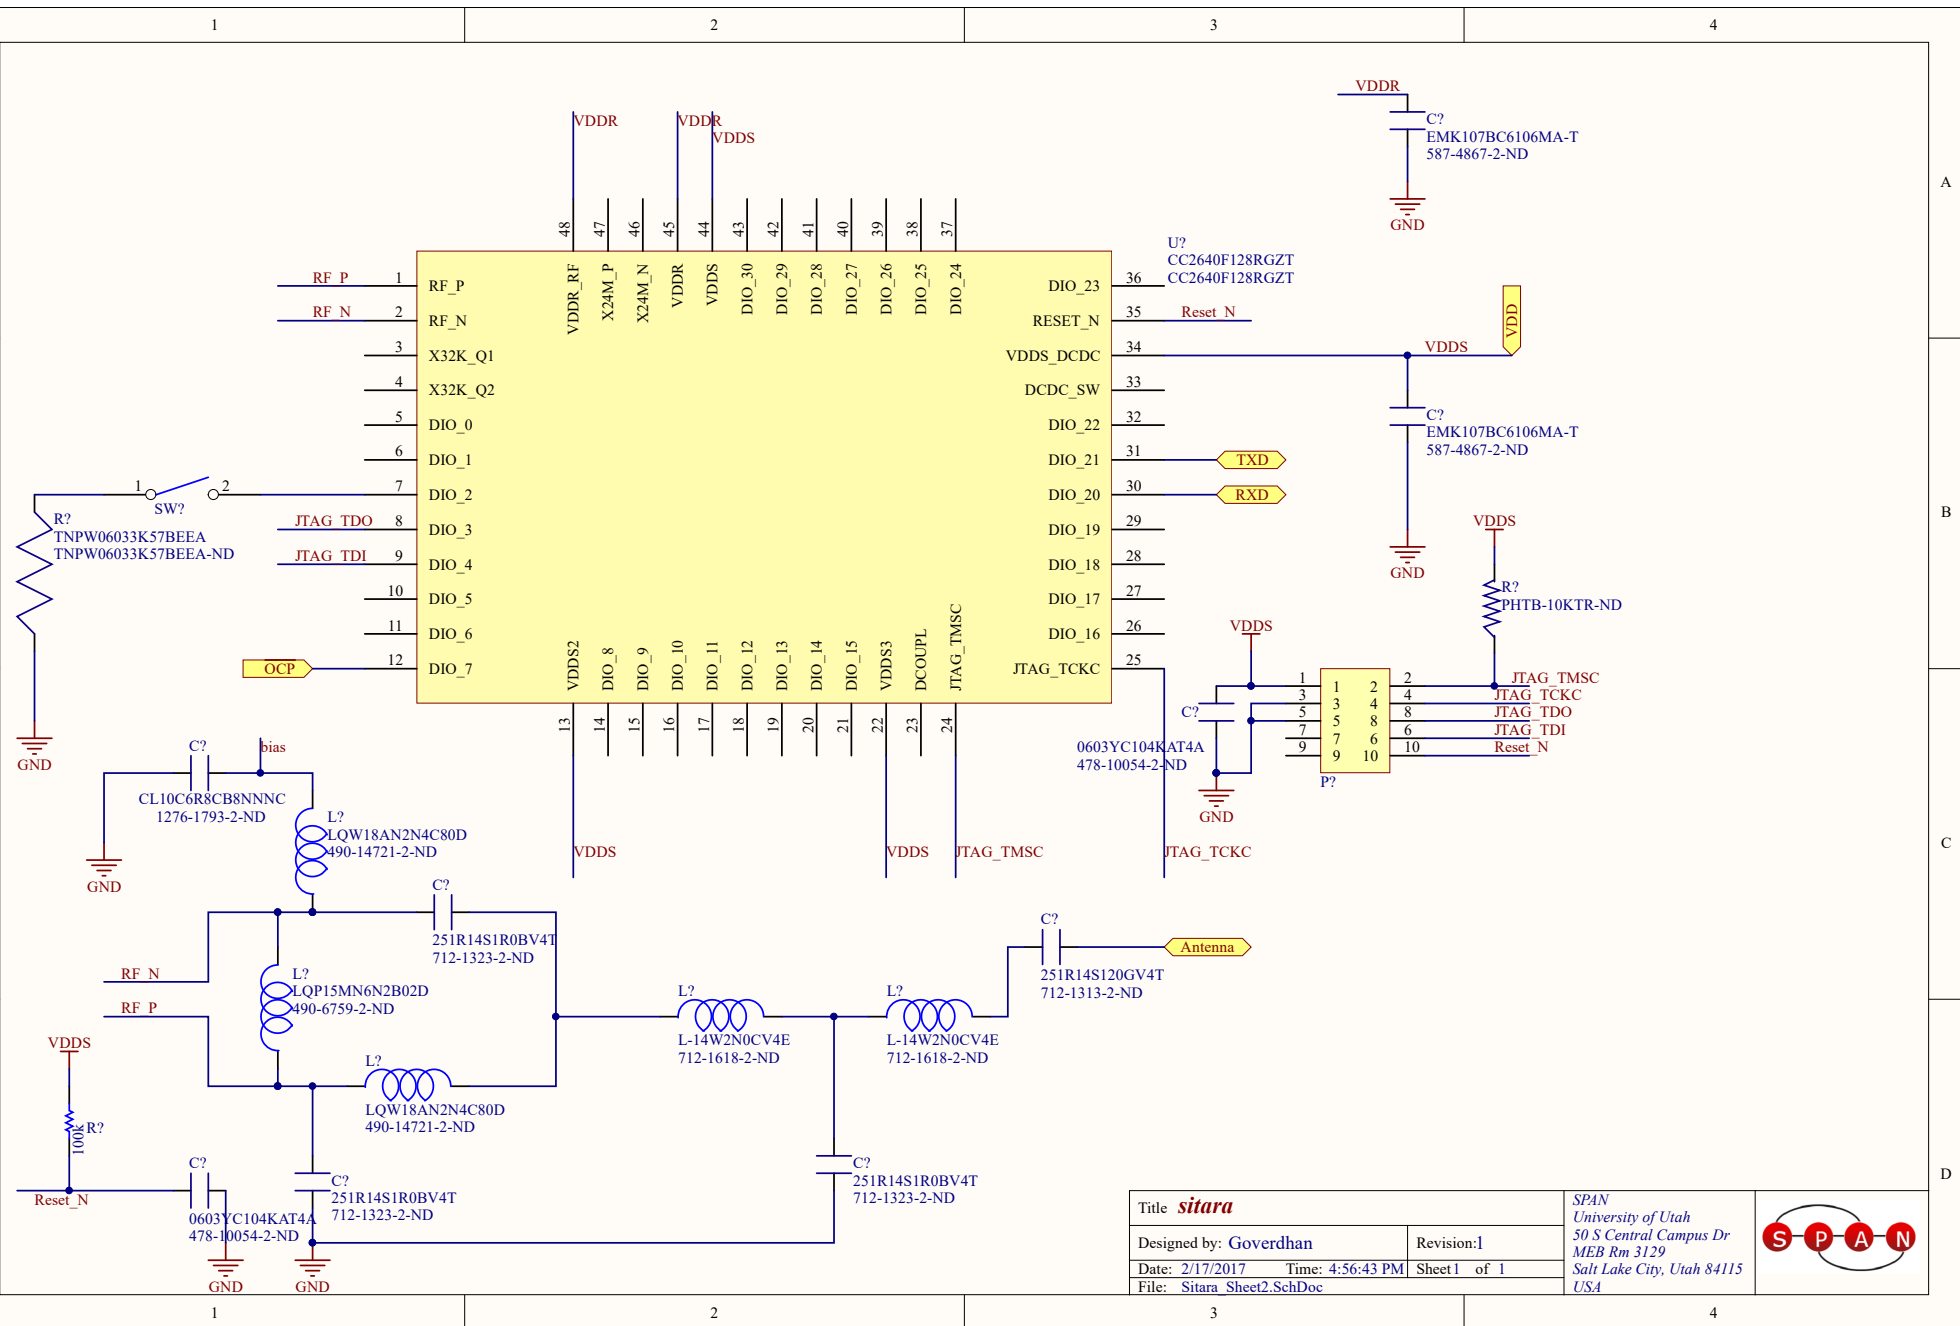 1
2
3
4
VDDR
C?
EMK107BC6106MA-T
587-4867-2-ND
GND
A
VDDR
VDDR
VDDS
48
47
46
45
44
43
42
41
40
39
38
37
VDDR_RF
X24M_P
X24M_N
VDDR
VDDS
DIO_30
DIO_29
DIO_28
DIO_27
DIO_26
DIO_25
DIO_24
U?
CC2640F128RGZT
CC2640F128RGZT
RF_P 1 RF_P
RF_N 2 RF_N
3 X32K_Q1
4 X32K_Q2
5 DIO_0
6 DIO_1
7 DIO_2
JTAG_TDO 8 DIO_3
JTAG_TDI 9 DIO_4
10 DIO_5
11 DIO_6
OCP 12 DIO_7
DIO_23 36
RESET_N 35 Reset_N
VDDS_DCDC 34 VDDS VDD
DCDC_SW 33
DIO_22 32
DIO_21 31 TXD
DIO_20 30 RXD
DIO_19 29
DIO_18 28
DIO_17 27
DIO_16 26
JTAG_TCKC 25
1 2
SW?
R?
TNPW06033K57BEEA
TNPW06033K57BEEA-ND
GND
C?
EMK107BC6106MA-T
587-4867-2-ND
GND
B
VDDS
R?
PHTB-10KTR-ND
VDDS2
DIO_8
DIO_9
DIO_10
DIO_11
DIO_12
DIO_13
DIO_14
DIO_15
VDDS3
DCOUPL
JTAG_TMSC
13
14
15
16
17
18
19
20
21
22
23
24
VDDS
VDDS
JTAG_TMSC
JTAG_TCKC
VDDS
1 1 2 2 JTAG_TMSC
3 3 4 4 JTAG_TCKC
5 5 8 8 JTAG_TDO
7 7 6 6 JTAG_TDI
9 9 10 10 Reset_N
P?
C?
0603YC104KAT4A
478-10054-2-ND
GND
C
C? bias
CL10C6R8CB8NNNC
1276-1793-2-ND
GND
L?
LQW18AN2N4C80D
490-14721-2-ND
C?
251R14S1R0BV4T
712-1323-2-ND
RF_N
RF_P
L?
LQP15MN6N2B02D
490-6759-2-ND
L?
LQW18AN2N4C80D
490-14721-2-ND
L?
L-14W2N0CV4E
712-1618-2-ND
L?
L-14W2N0CV4E
712-1618-2-ND
C?
251R14S120GV4T
712-1313-2-ND
Antenna
VDDS
R?
100k
Reset_N
C?
0603YC104KAT4A
478-10054-2-ND
GND
C?
251R14S1R0BV4T
712-1323-2-ND
GND
C?
251R14S1R0BV4T
712-1323-2-ND
D
Title sitara
Designed by: Goverdhan Revision:1
Date: 2/17/2017 Time: 4:56:43 PM Sheet1 of 1
File: Sitara_Sheet2.SchDoc
SPAN
University of Utah
50 S Central Campus Dr
MEB Rm 3129
Salt Lake City, Utah 84115
USA
S P A N
1
2
3
4